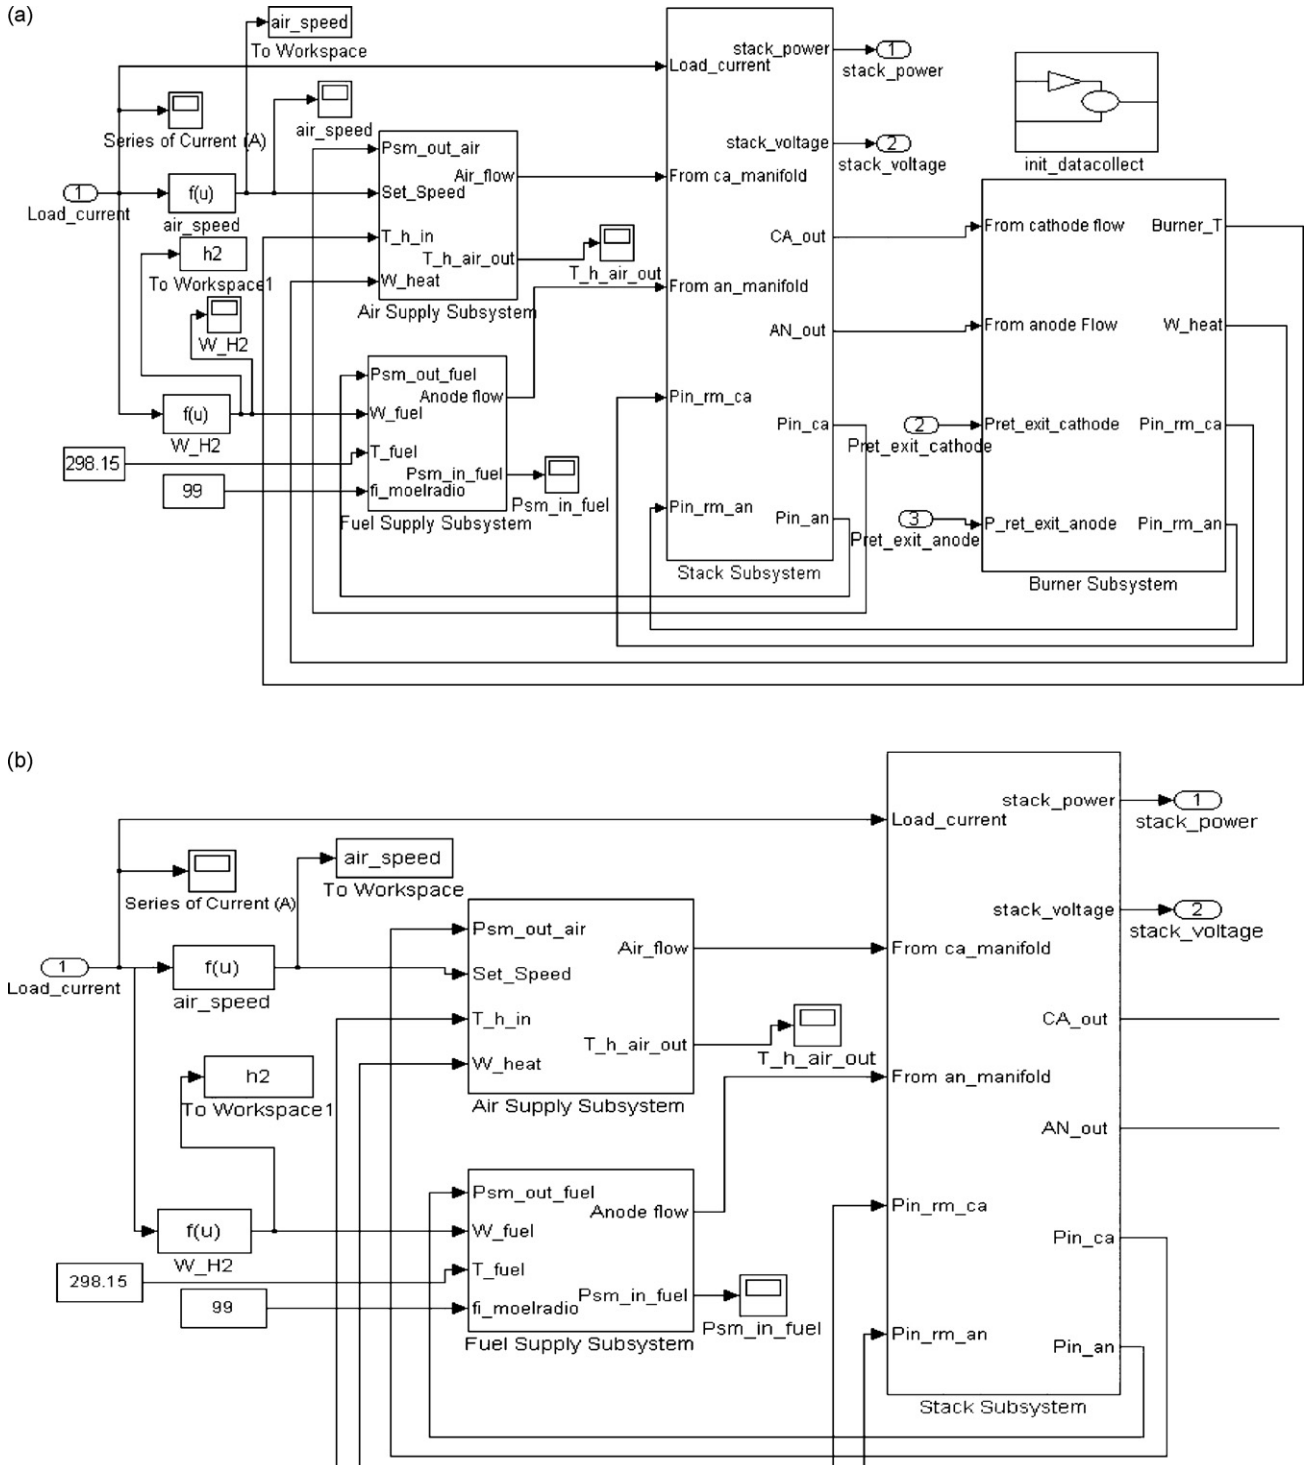 (a)
air_speed
To Workspace
stack_power
1
stack_power
Load_current
Series of Current (A)
air_speed
init_datacollect
Psm_out_air
stack_voltage
2
stack_voltage
Air_flow
From ca_manifold
1
Load_current
f(u)
air_speed
Set_Speed
From cathode flow
Burner_T
T_h_in
CA_out
h2
To Workspace1
T_h_air_out
T_h_air_out
W_heat
From an_manifold
Air Supply Subsystem
W_H2
AN_out
From anode Flow
W_heat
Psm_out_fuel
Anode flow
Pin_rm_ca
f(u)
W_H2
W_fuel
Pin_ca
2
Pret_exit_cathode
Pret_exit_cathode
Pin_rm_ca
298.15
T_fuel
Psm_in_fuel
Psm_in_fuel
99
fi_moelradio
Fuel Supply Subsystem
Pin_rm_an
Pin_an
3
Pret_exit_anode
P_ret_exit_anode
Pin_rm_an
Stack Subsystem
Burner Subsystem
(b)
stack_power
1
stack_power
Load_current
air_speed
To Workspace
Series of Current (A)
stack_voltage
2
stack_voltage
Psm_out_air
Air_flow
From ca_manifold
1
Load_current
f(u)
air_speed
Set_Speed
T_h_in
CA_out
T_h_air_out
T_h_air_out
W_heat
h2
To Workspace1
From an_manifold
Air Supply Subsystem
AN_out
Psm_out_fuel
Anode flow
Pin_rm_ca
f(u)
W_H2
W_fuel
Pin_ca
298.15
T_fuel
Psm_in_fuel
Psm_in_fuel
99
fi_moelradio
Fuel Supply Subsystem
Pin_rm_an
Pin_an
Stack Subsystem